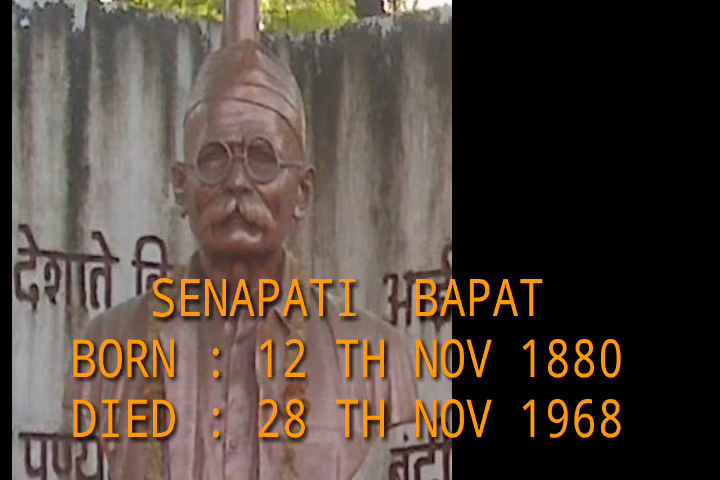 देशाते
SENAPATI BAPAT
BORN : 12 TH NOV 1880
DIED : 28 TH NOV 1968